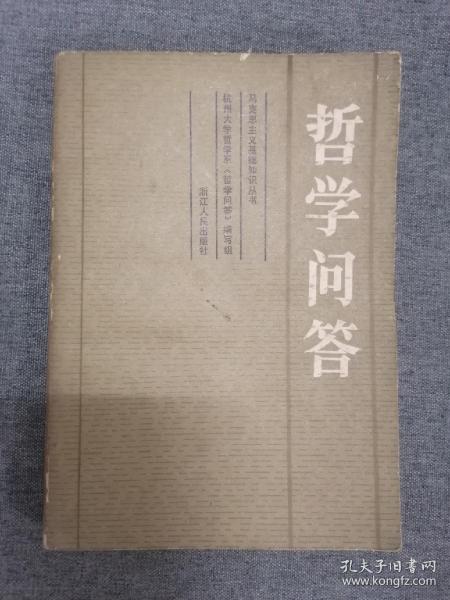 哲学问答
马克思主义基础知识丛书
杭州大学哲学系《哲学问答》编写组
浙江人民出版社
孔夫子旧书网
www.kongfz.com